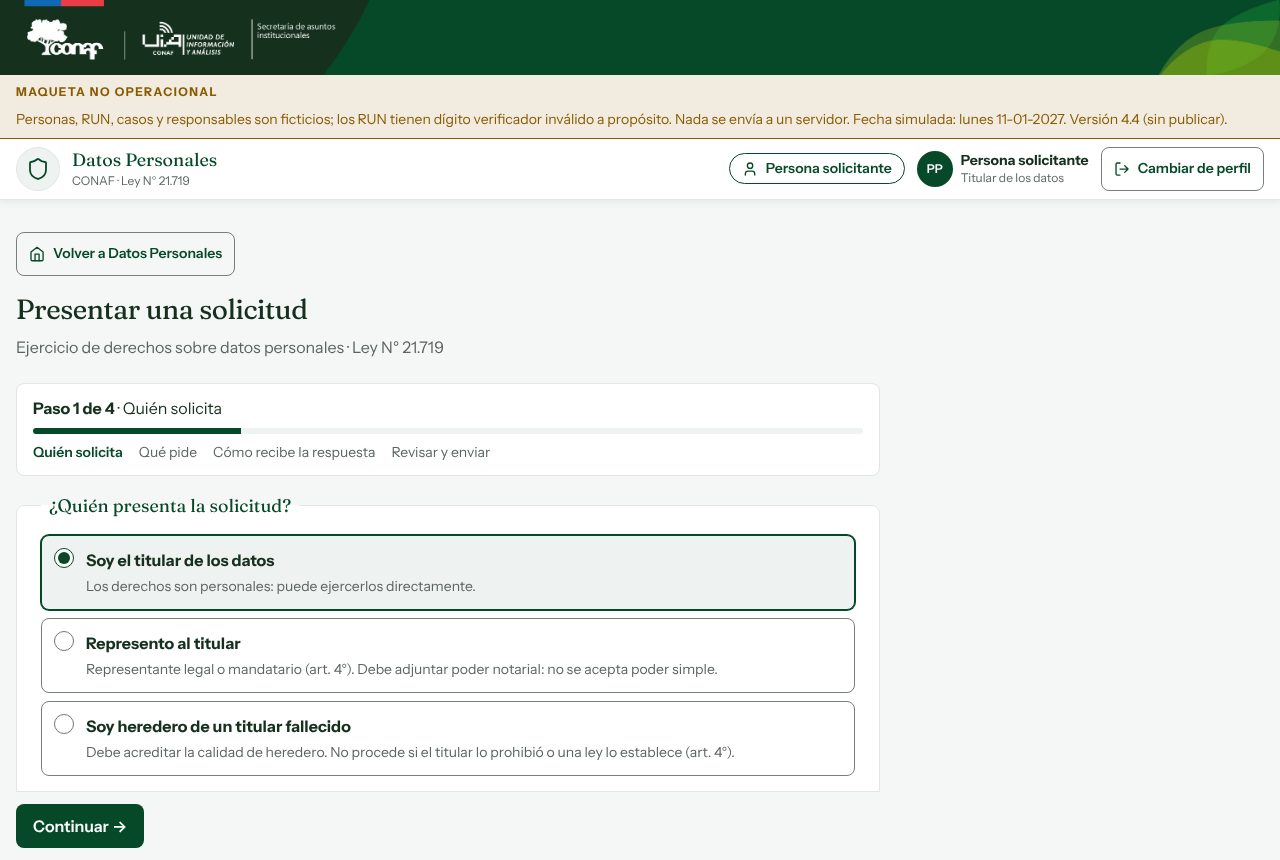 conaf
UiA
CONAF
UNIDAD DE
INFORMACIÓN
Y ANÁLISIS
Secretaría de asuntos
institucionales
MAQUETA NO OPERACIONAL
Personas, RUN, casos y responsables son ficticios; los RUN tienen dígito verificador inválido a propósito. Nada se envía a un servidor. Fecha simulada: lunes 11-01-2027. Versión 4.4 (sin publicar).
Datos Personales
CONAF · Ley N° 21.719
Persona solicitante
PP
Persona solicitante
Titular de los datos
Cambiar de perfil
Volver a Datos Personales
Presentar una solicitud
Ejercicio de derechos sobre datos personales · Ley N° 21.719
Paso 1 de 4 · Quién solicita
Quién solicita Qué pide Cómo recibe la respuesta Revisar y enviar
¿Quién presenta la solicitud?
Soy el titular de los datos
Los derechos son personales: puede ejercerlos directamente.
Represento al titular
Representante legal o mandatario (art. 4°). Debe adjuntar poder notarial: no se acepta poder simple.
Soy heredero de un titular fallecido
Debe acreditar la calidad de heredero. No procede si el titular lo prohibió o una ley lo establece (art. 4°).
Continuar →